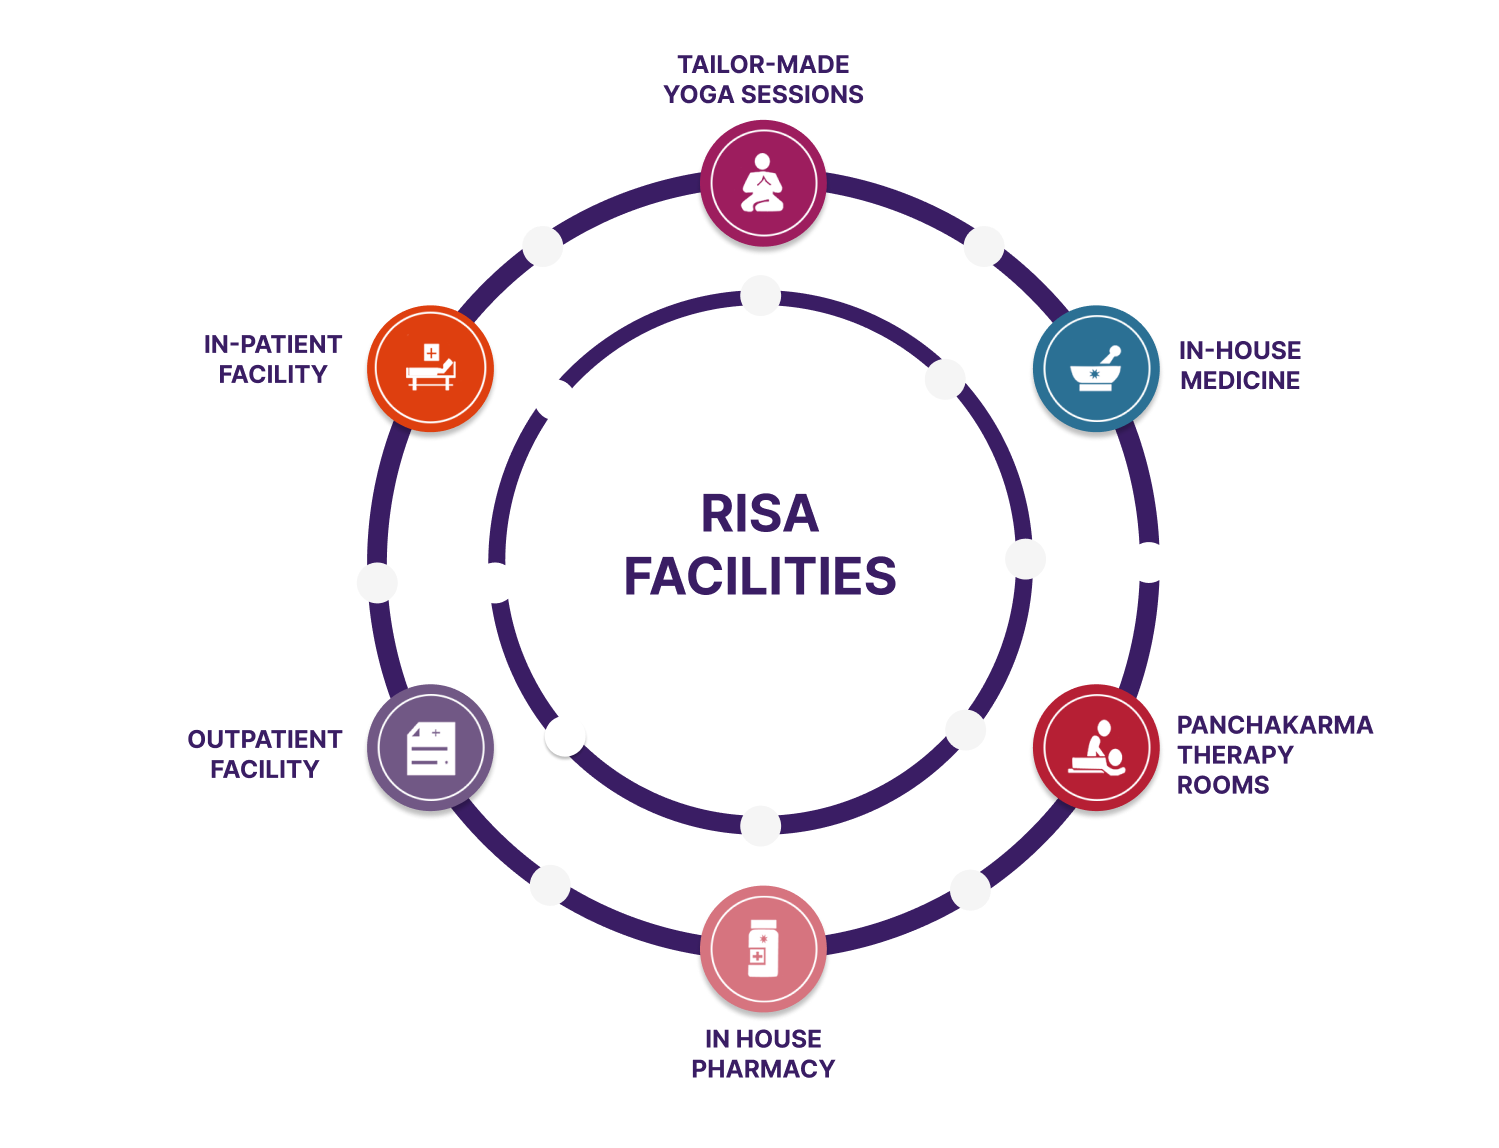 TAILOR-MADE
YOGA SESSIONS
IN-PATIENT
FACILITY
IN-HOUSE
MEDICINE
RISA
FACILITIES
OUTPATIENT
FACILITY
PANCHAKARMA
THERAPY
ROOMS
IN HOUSE
PHARMACY